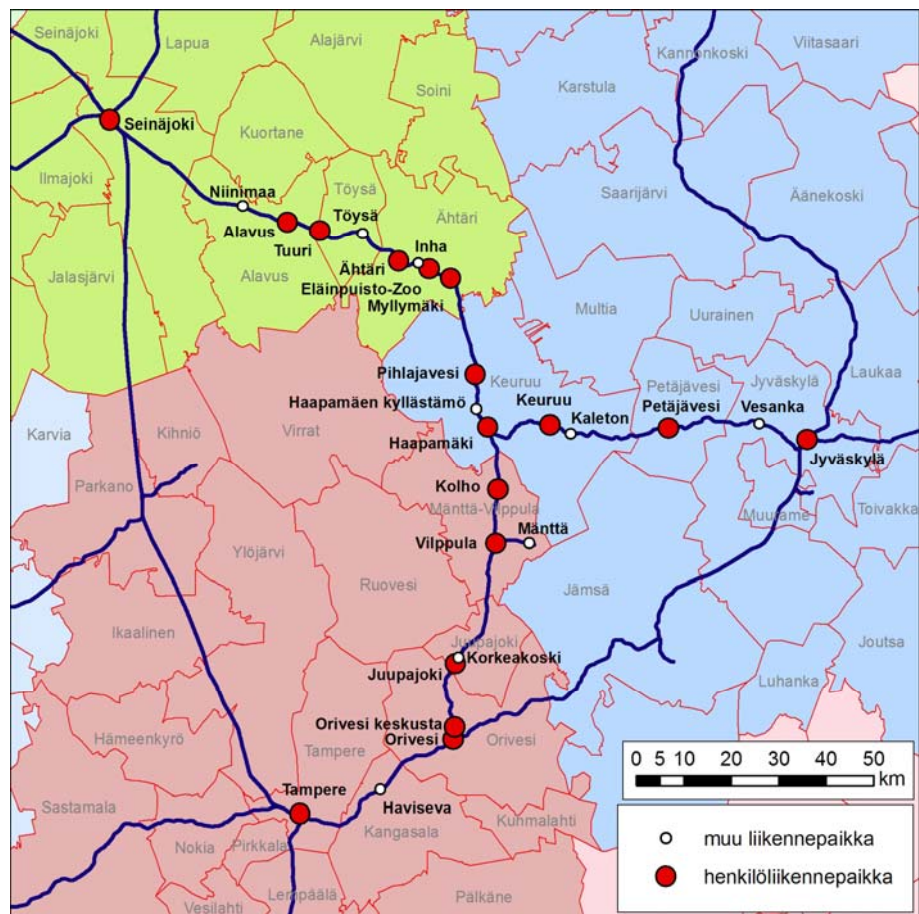 Seinäjoki
Lapua
Alajärvi
Kannonkoski
Viitasaari
Karstula
Soini
Seinäjoki
Kuortane
Ilmajoki
Töysä
Saarijärvi
Äänekoski
Niinimaa
Töysä
Ähtäri
Alavus
Tuuri
Inha
Ähtäri
Jalasjärvi
Alavus
Eläinpuisto-Zoo
Myllymäki
Multia
Uurainen
Pihlajavesi
Keuruu
Petäjävesi
Jyväskylä
Laukaa
Haapamäen kyllästämö
Keuruu
Kaleton
Petäjävesi
Vesanka
Karvia
Kihniö
Virrat
Haapamäki
Jyväskylä
Parkano
Kolho
Mänttä-Vilppula
Muurame
Toivakka
Mänttä
Vilppula
Ylöjärvi
Ruovesi
Jämsä
Ikaalinen
Juupajoki
Korkeakoski
Joutsa
Juupajoki
Luhanka
Orivesi keskusta
Hämeenkyrö
Orivesi
Orivesi
Tampere
Tampere
Sastamala
Haviseva
Kuhmalahti
Nokia
Pirkkala
Kangasala
Lempäälä
Vesilahti
Pälkäne
0 5 10 20 30 40 50
km
muu liikennepaikka
henkilöliikennepaikka